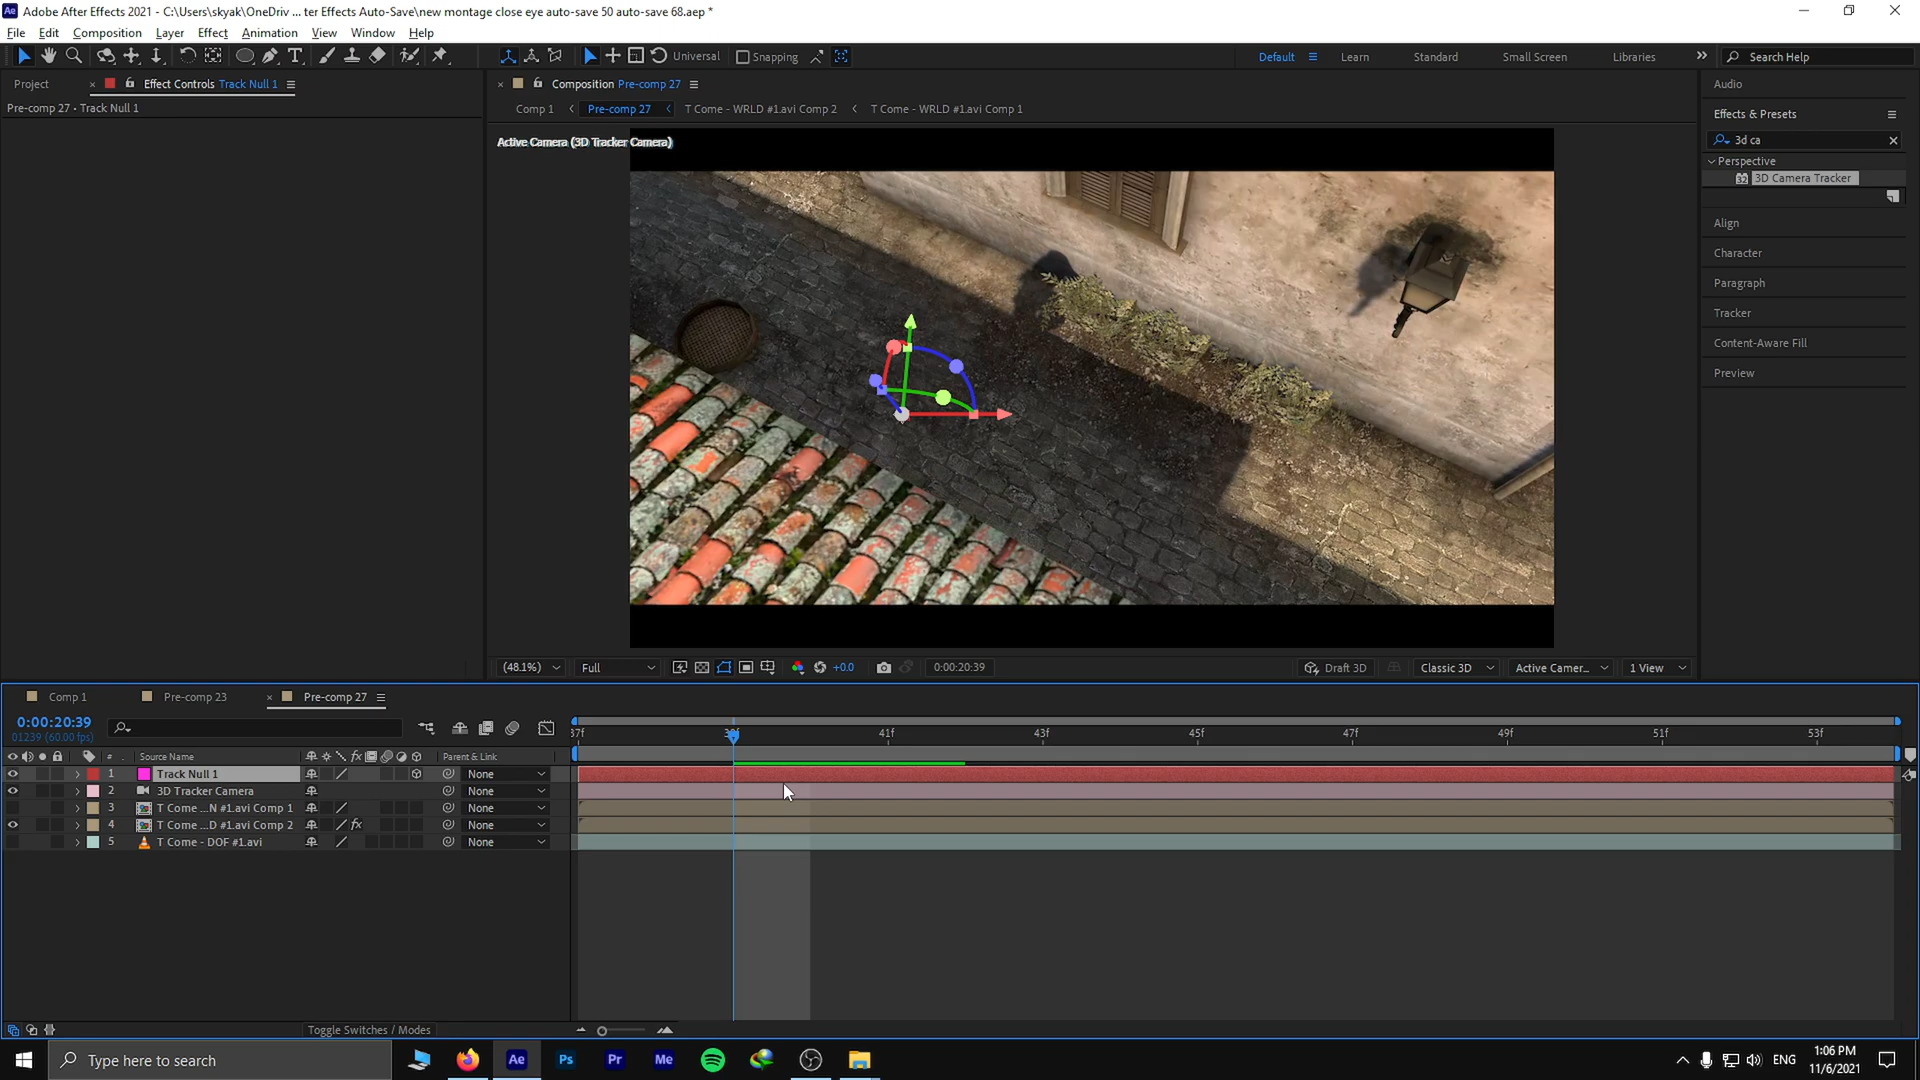 Adobe After Effects 2021 - C:\Users\skyak\OneDriv ... ter Effects Auto-Save\new montage close eye auto-save 50 auto-save 68.aep *
File Edit Composition Layer Effect Animation View Window Help
Universal Snapping Default Learn Standard Small Screen Libraries Search Help
Project Effect Controls Track Null 1
Composition Pre-comp 27
Audio
Pre-comp 27 • Track Null 1
Comp 1 Pre-comp 27 T Come - WRLD #1.avi Comp 2 T Come - WRLD #1.avi Comp 1
Effects & Presets
Active Camera (3D Tracker Camera)
3d ca
Perspective
32 3D Camera Tracker
Align
Character
Paragraph
Tracker
Content-Aware Fill
Preview
(48.1%) Full +0.0 0:00:20:39 Draft 3D Classic 3D Active Camer... 1 View
Comp 1 Pre-comp 23 Pre-comp 27
0:00:20:39
01239 (60.00 fps)
37f 41f 43f 45f 47f 49f 51f 53f
# Source Name Parent & Link
1 Track Null 1 None
2 3D Tracker Camera None
3 T Come ...N #1.avi Comp 1 None
4 T Come ...D #1.avi Comp 2 None
5 T Come - DOF #1.avi None
Toggle Switches / Modes
Type here to search Ae Ps Pr Me ENG 1:06 PM
11/6/2021